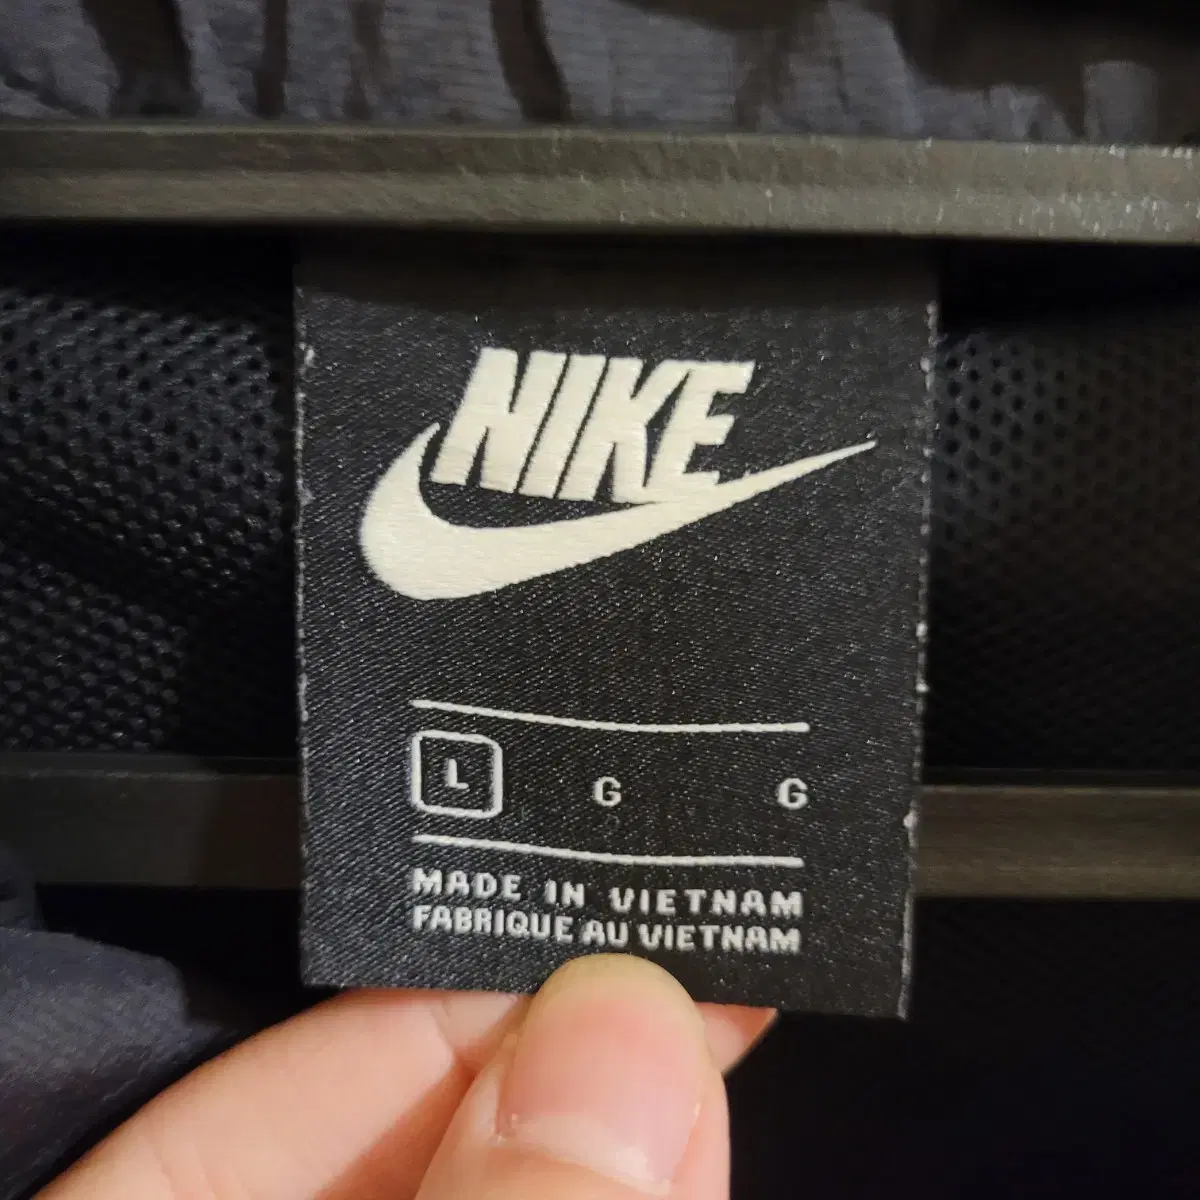 NIKE
L G G
MADE IN VIETNAM
FABRIQUE AU VIETNAM